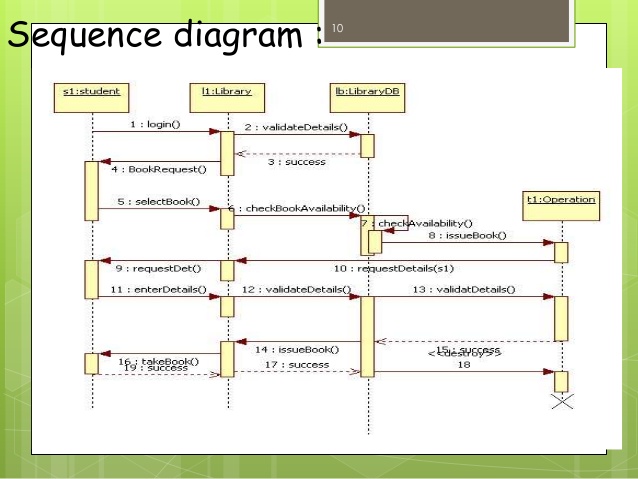 Sequence diagram :
10
s1:student
l1:Library
lb:LibraryDB
1 : login()
2 : validateDetails()
3 : success
4 : BookRequest()
t1:Operation
5 : selectBook()
6 : checkBookAvailability()
7 : checkAvailability()
8 : issueBook()
9 : requestDet()
10 : requestDetails(s1)
11 : enterDetails()
12 : validateDetails()
13 : validatDetails()
14 : issueBook()
15 : success
<<destroy>>
16 : takeBook()
17 : success
18
19 : success